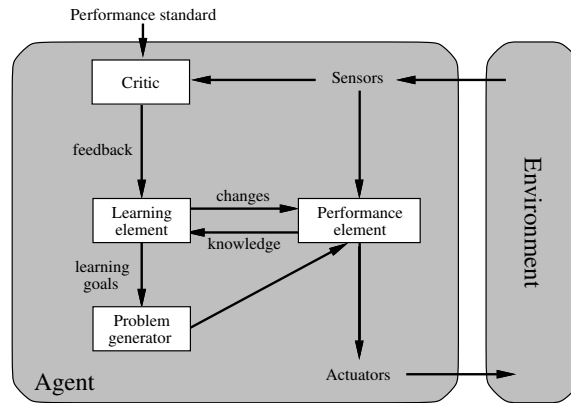 Performance standard
Critic
Sensors
feedback
changes
Learning
element
Performance
element
knowledge
learning
goals
Problem
generator
Agent
Actuators
Environment